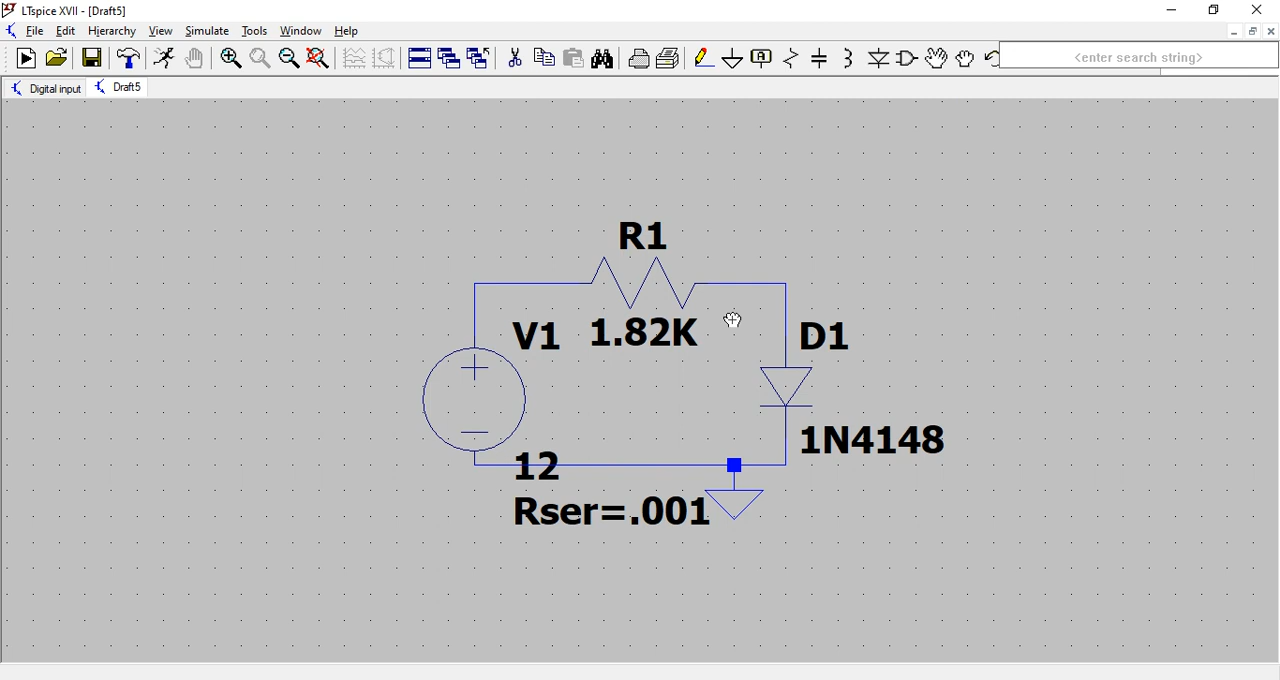 LTspice XVII - [Draft5]
File Edit Hierarchy View Simulate Tools Window Help
<enter search string>
Digital input Draft5
R1
V1 1.82K D1
1N4148
12
Rser=.001